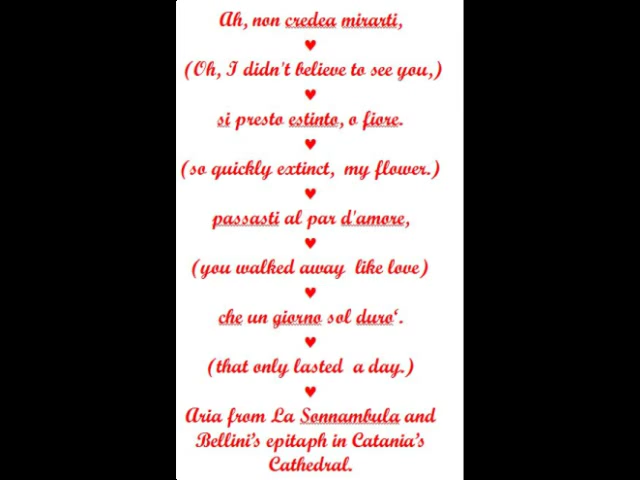 Ah, non credea mirarti,
♥
(Oh, I didn't believe to see you,)
♥
si presto estinto, o fiore.
♥
(so quickly extinct, my flower.)
♥
passasti al par d'amore,
♥
(you walked away like love)
♥
che un giorno sol duro‘.
♥
(that only lasted a day.)
♥
Aria from La Sonnambula and
Bellini’s epitaph in Catania’s
Cathedral.